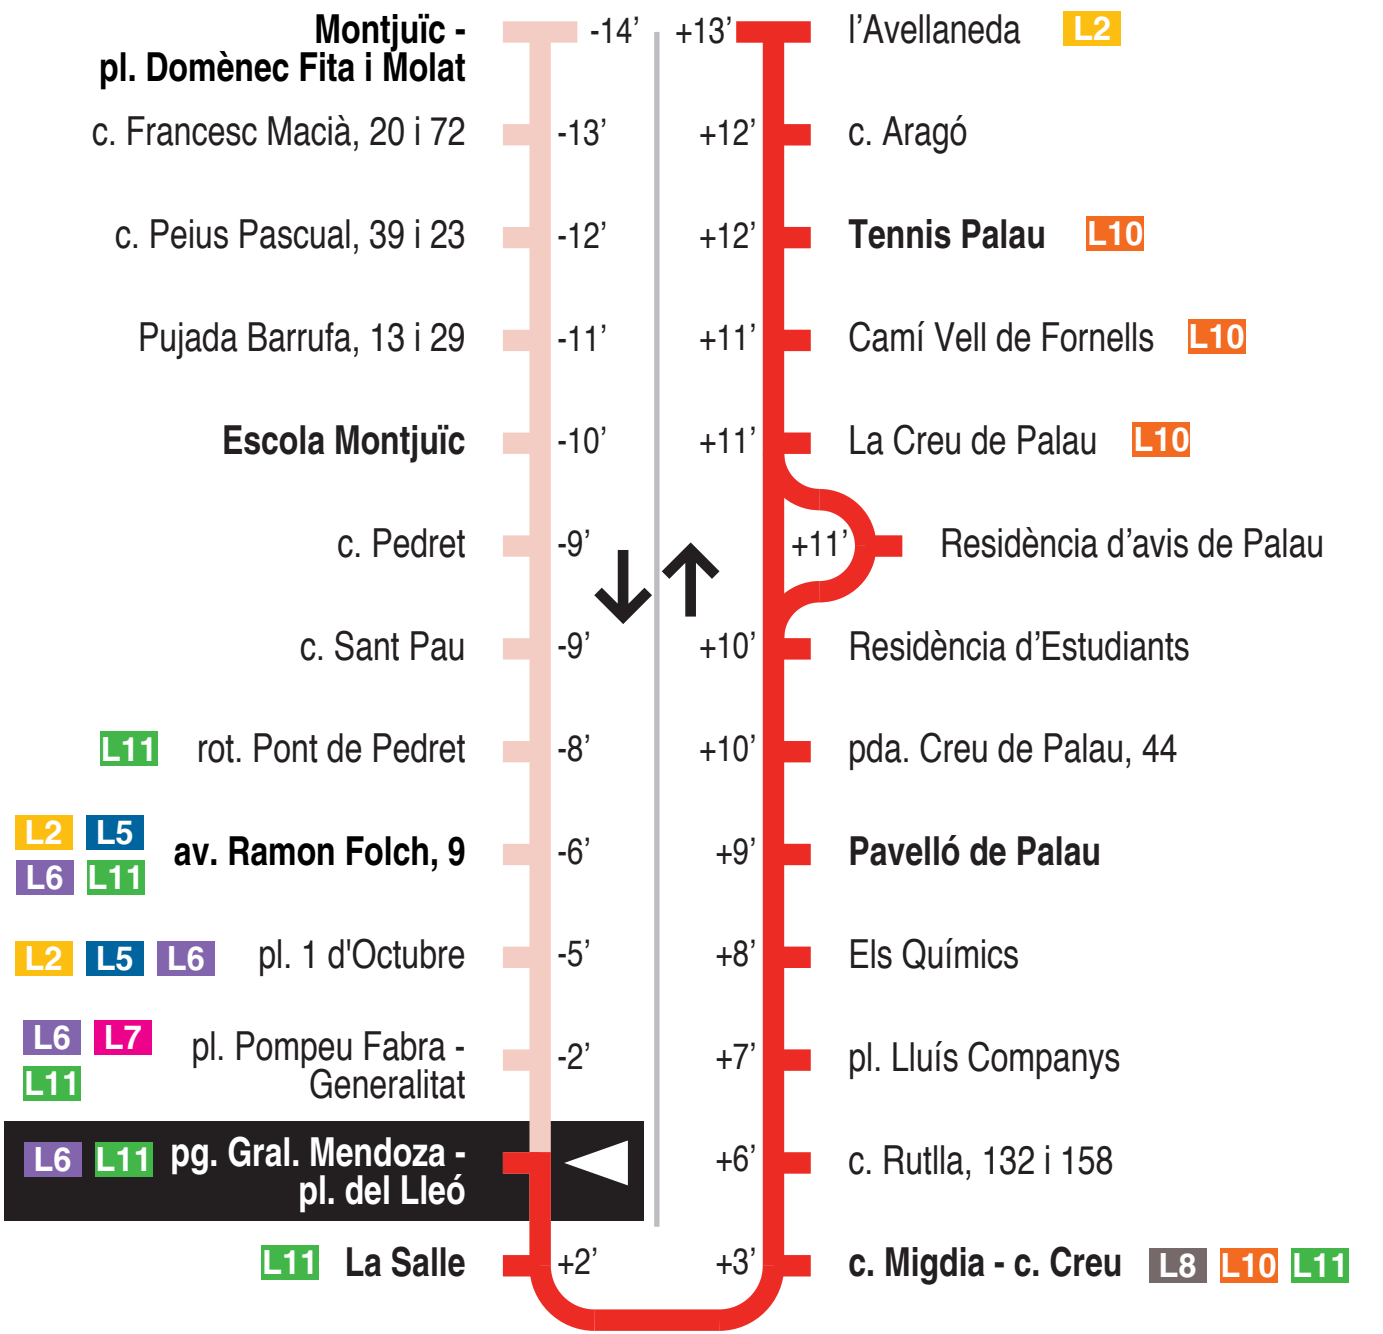 Montjuïc -
pl. Domènec Fita i Molat
-14’
c. Francesc Macià, 20 i 72
-13’
c. Peius Pascual, 39 i 23
-12’
Pujada Barrufa, 13 i 29
-11’
Escola Montjuïc
-10’
c. Pedret
-9’
c. Sant Pau
-9’
L11 rot. Pont de Pedret
-8’
L2 L5
L6 L11
av. Ramon Folch, 9
-6’
L2 L5 L6 pl. 1 d'Octubre
-5’
L6 L7
L11
pl. Pompeu Fabra -
Generalitat
-2’
L6 L11 pg. Gral. Mendoza -
pl. del Lleó
L11 La Salle
+2’
+13’ l’Avellaneda L2
+12’ c. Aragó
+12’ Tennis Palau L10
+11’ Camí Vell de Fornells L10
+11’ La Creu de Palau L10
+11’ Residència d’avis de Palau
+10’ Residència d’Estudiants
+10’ pda. Creu de Palau, 44
+9’ Pavelló de Palau
+8’ Els Químics
+7’ pl. Lluís Companys
+6’ c. Rutlla, 132 i 158
+3’ c. Migdia - c. Creu L8 L10 L11